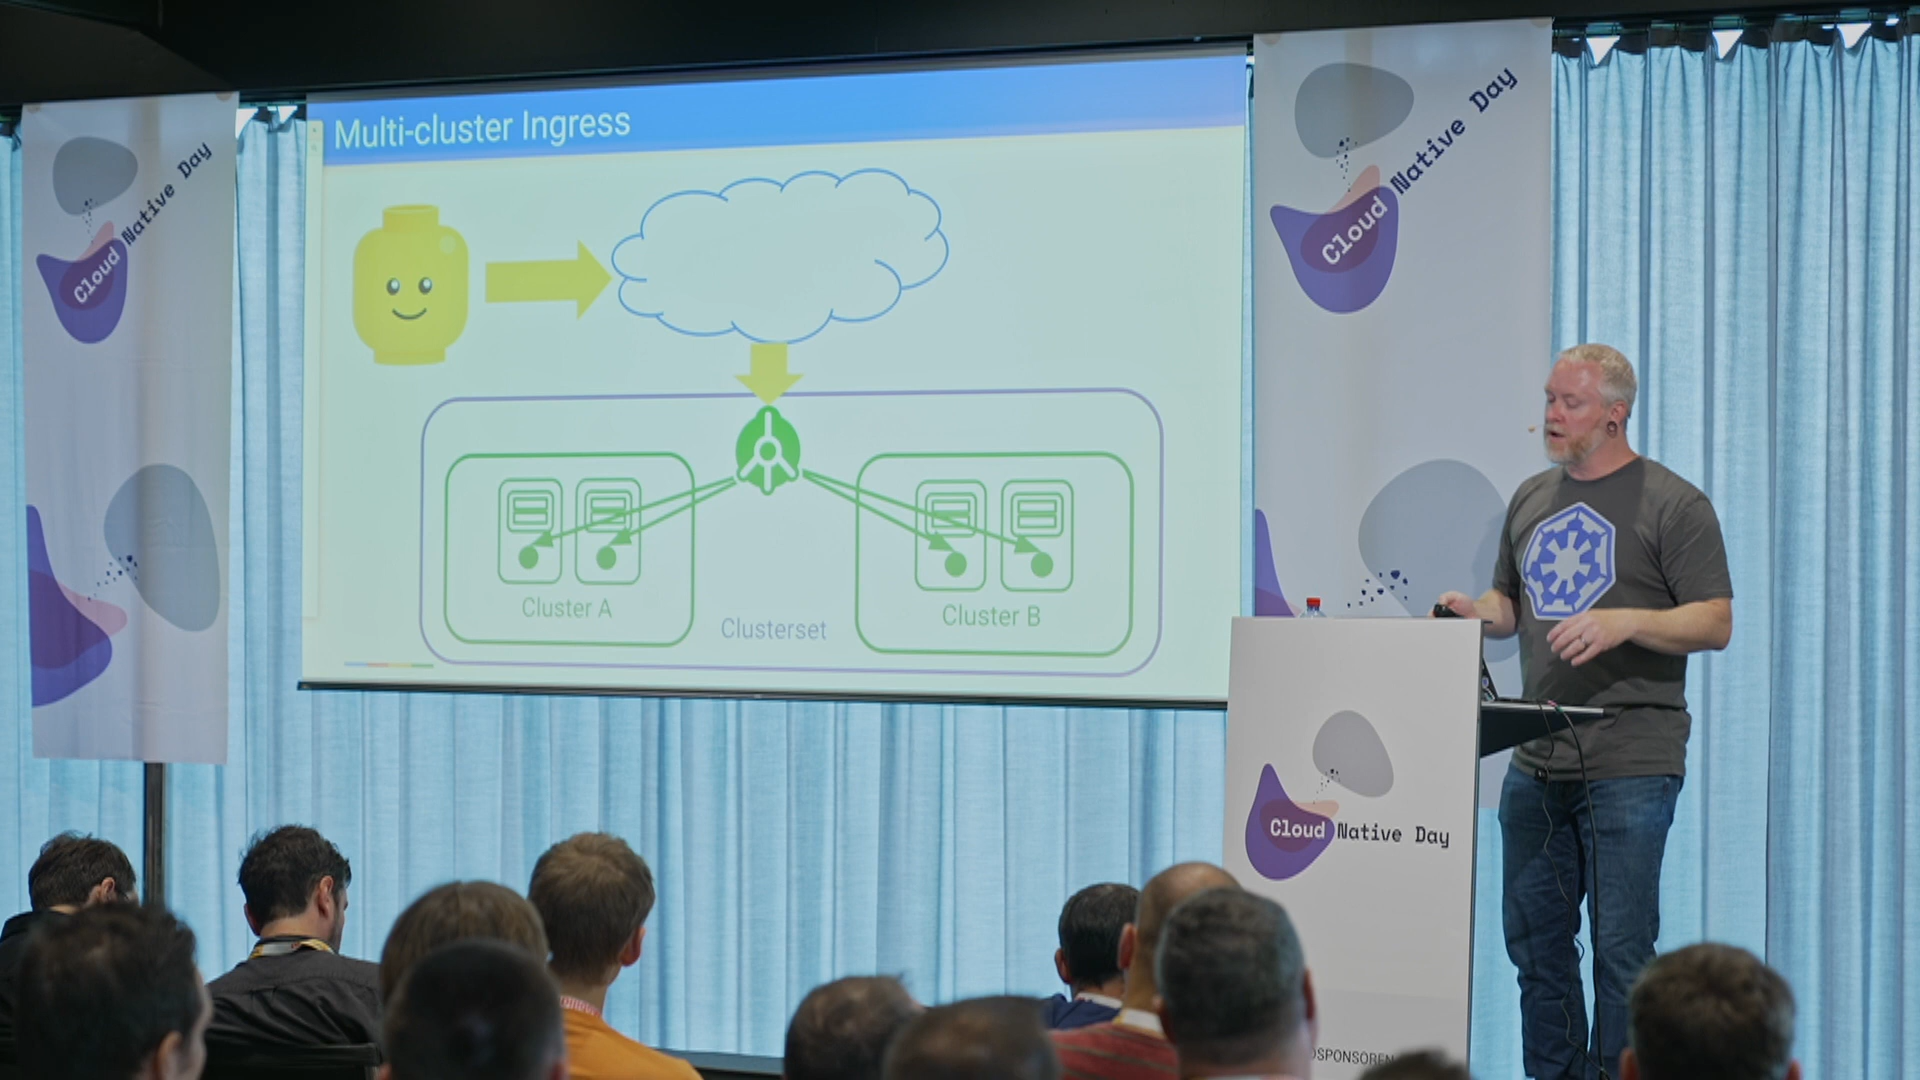 Multi-cluster Ingress
Cluster A
Clusterset
Cluster B
Cloud Native Day
Cloud Native Day
Cloud Native Day